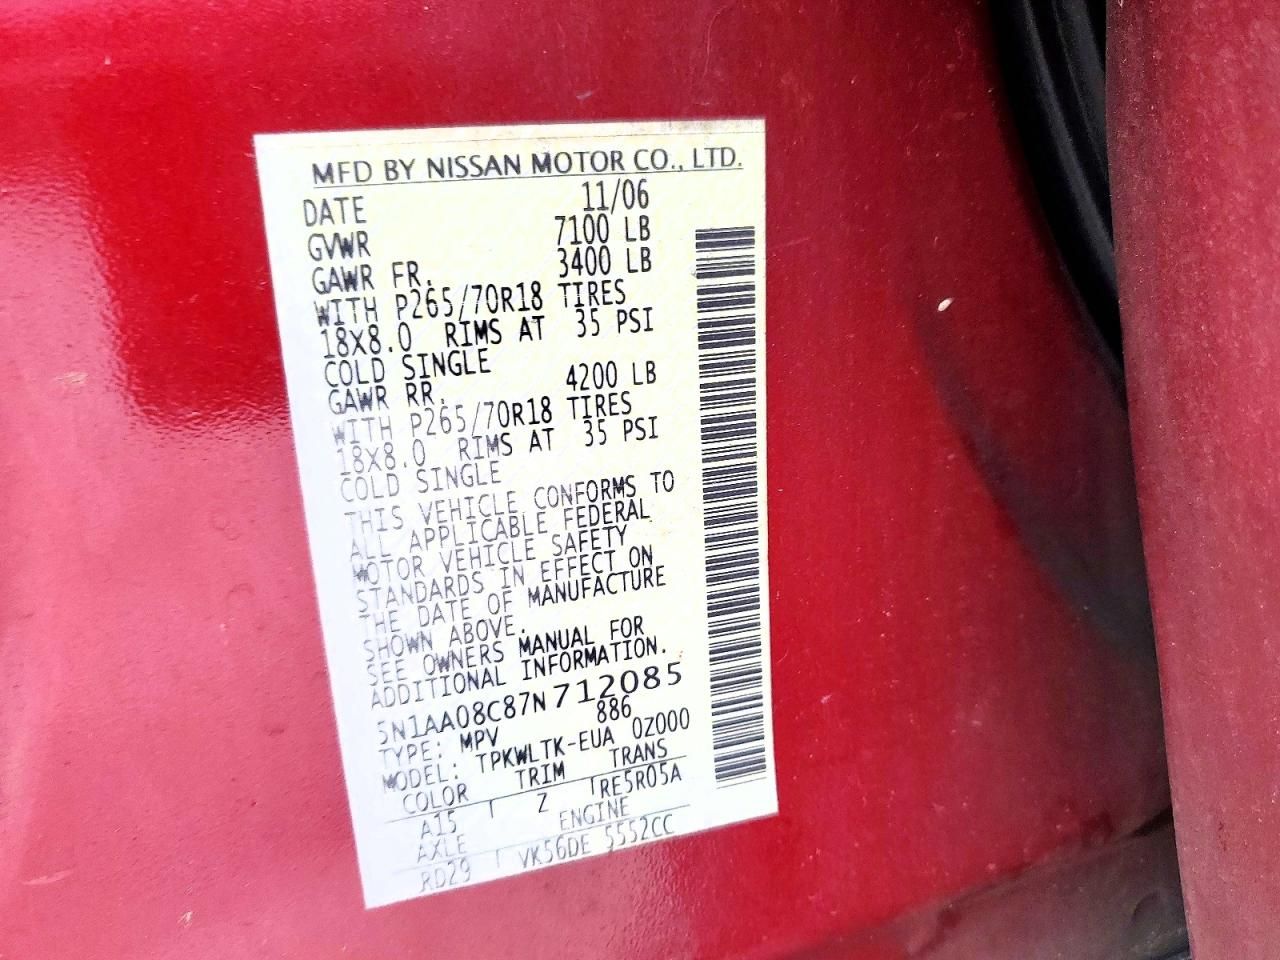 MFD BY NISSAN MOTOR CO., LTD.
DATE 11/06
GVWR 7100 LB
GAWR FR. 3400 LB
WITH P265/70R18 TIRES
18X8.0 RIMS AT 35 PSI
COLD SINGLE
GAWR RR. 4200 LB
WITH P265/70R18 TIRES
18X8.0 RIMS AT 35 PSI
COLD SINGLE
THIS VEHICLE CONFORMS TO
ALL APPLICABLE FEDERAL
MOTOR VEHICLE SAFETY
STANDARDS IN EFFECT ON
THE DATE OF MANUFACTURE
SHOWN ABOVE.
SEE OWNERS MANUAL FOR
ADDITIONAL INFORMATION.
5N1AA08C87N712085
TYPE: MPV 886
MODEL: TPKWLTK-EUA 0Z000
COLOR TRIM TRANS
A15 Z RE5R05A
AXLE ENGINE
RD29 VK56DE 5552CC